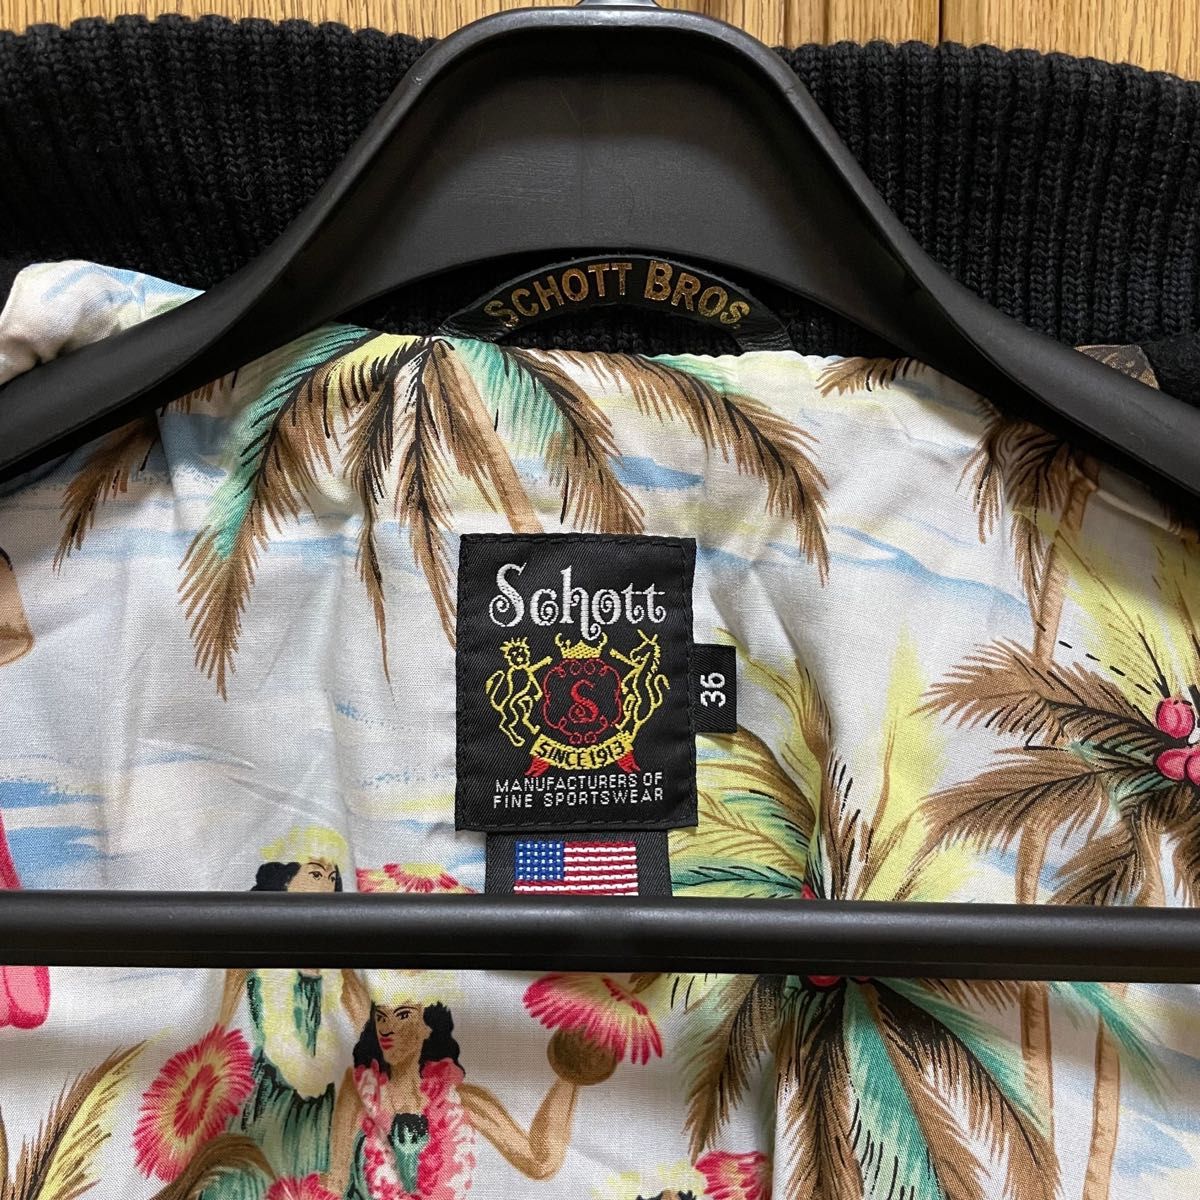 SCHOTT BROS.
Schott
S
SINCE 1913
MANUFACTURERS OF
FINE SPORTSWEAR
36